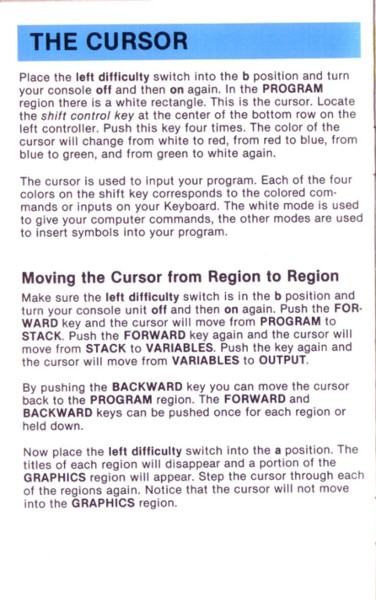 THE CURSOR
Place the left difficulty switch into the b position and turn
your console off and then on again. In the PROGRAM
region there is a white rectangle. This is the cursor. Locate
the shift control key at the center of the bottom row on the
left controller. Push this key four times. The color of the
cursor will change from white to red, from red to blue, from
blue to green, and from green to white again.
The cursor is used to input your program. Each of the four
colors on the shift key corresponds to the colored com-
mands or inputs on your Keyboard. The white mode is used
to give your computer commands, the other modes are used
to insert symbols into your program.
Moving the Cursor from Region to Region
Make sure the left difficulty switch is in the b position and
turn your console unit off and then on again. Push the FOR-
WARD key and the cursor will move from PROGRAM to
STACK. Push the FORWARD key again and the cursor will
move from STACK to VARIABLES. Push the key again and
the cursor will move from VARIABLES to OUTPUT.
By pushing the BACKWARD key you can move the cursor
back to the PROGRAM region. The FORWARD and
BACKWARD keys can be pushed once for each region or
held down.
Now place the left difficulty switch into the a position. The
titles of each region will disappear and a portion of the
GRAPHICS region will appear. Step the cursor through each
of the regions again. Notice that the cursor will not move
into the GRAPHICS region.